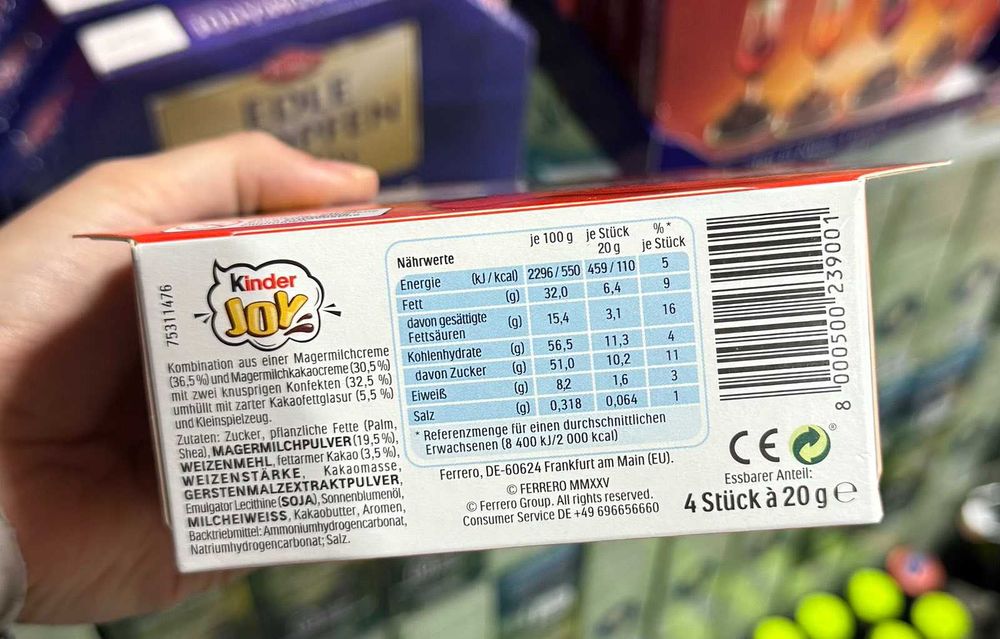 EDLE
75311476
Kinder
JOY
Kombination aus einer Magermilchcreme
(36,5 %) und Magermilchkakaocreme (30,5 %)
mit zwei knusprigen Konfekten (32,5 %)
umhüllt mit zarter Kakaofettglasur (5,5 %)
und Kleinspielzeug.
Zutaten: Zucker, pflanzliche Fette (Palm,
Shea), MAGERMILCHPULVER (19,5 %),
WEIZENMEHL, fettarmer Kakao (3,5 %),
WEIZENSTÄRKE, Kakaomasse,
GERSTENMALZEXTRAKTPULVER,
Emulgator Lecithine (SOJA), Sonnenblumenöl,
MILCHEIWEISS, Kakaobutter, Aromen,
Backtriebmittel: Ammoniumhydrogencarbonat,
Natriumhydrogencarbonat; Salz.
Nährwerte je 100 g je Stück 20 g %* je Stück
Energie (kJ / kcal) 2296 / 550 459 / 110 5
Fett (g) 32,0 6,4 9
davon gesättigte Fettsäuren (g) 15,4 3,1 16
Kohlenhydrate (g) 56,5 11,3 4
davon Zucker (g) 51,0 10,2 11
Eiweiß (g) 8,2 1,6 3
Salz (g) 0,318 0,064 1
* Referenzmenge für einen durchschnittlichen
Erwachsenen (8 400 kJ/2 000 kcal)
Ferrero, DE-60624 Frankfurt am Main (EU).
© FERRERO MMXXV
© Ferrero Group. All rights reserved.
Consumer Service DE +49 696656660
8 000500 239001
CE
®
Essbarer Anteil:
4 Stück à 20 g ℮